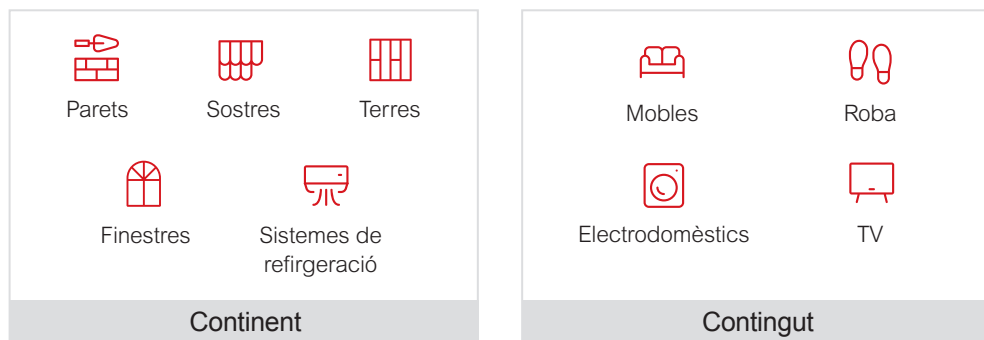 Parets
Sostres
Terres
Finestres
Sistemes de
refirgeració
Continent
Mobles
Roba
Electrodomèstics
TV
Contingut